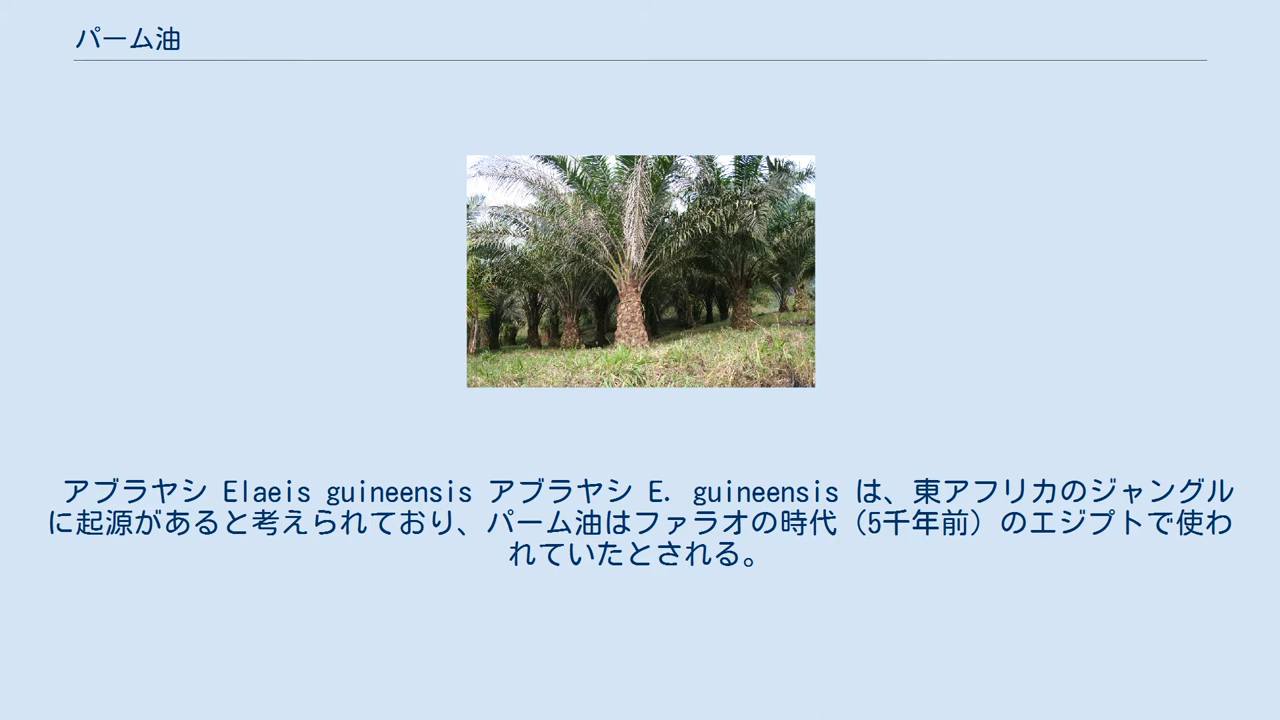 パーム油
アブラヤシ Elaeis guineensis アブラヤシ E. guineensis は、東アフリカのジャングル
に起源があると考えられており、パーム油はファラオの時代（5千年前）のエジプトで使わ
れていたとされる。